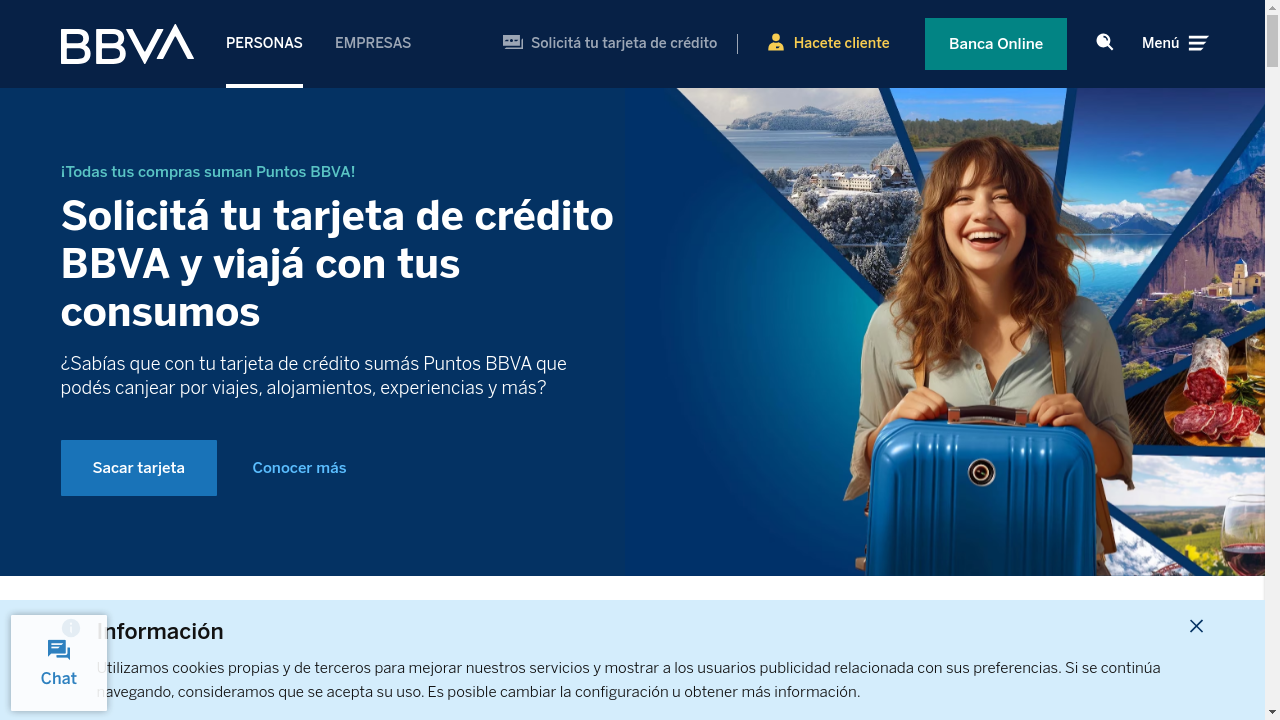 BBVA
PERSONAS
EMPRESAS
Solicitá tu tarjeta de crédito
Hacete cliente
Banca Online
Menú
¡Todas tus compras suman Puntos BBVA!
Solicitá tu tarjeta de crédito
BBVA y viajá con tus
consumos
¿Sabías que con tu tarjeta de crédito sumás Puntos BBVA que
podés canjear por viajes, alojamientos, experiencias y más?
Sacar tarjeta
Conocer más
Información
Utilizamos cookies propias y de terceros para mejorar nuestros servicios y mostrar a los usuarios publicidad relacionada con sus preferencias. Si se continúa
navegando, consideramos que se acepta su uso. Es posible cambiar la configuración u obtener más información.
Chat